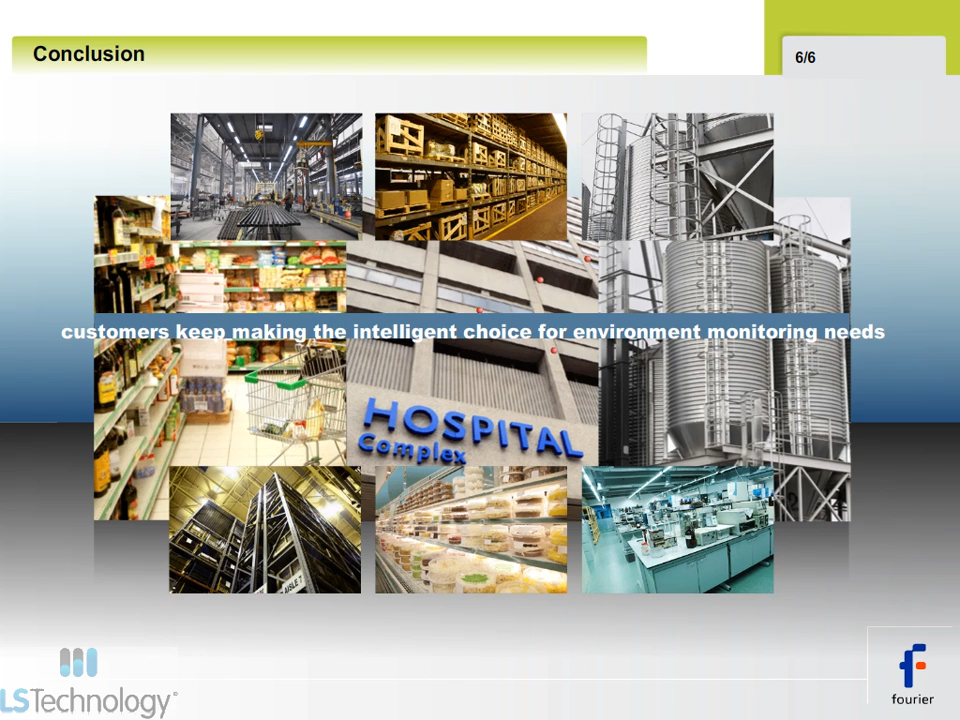 Conclusion
6/6
customers keep making the intelligent choice for environment monitoring needs
HOSPITAL
Complex
AISLE 7
LSTechnology®
fourier